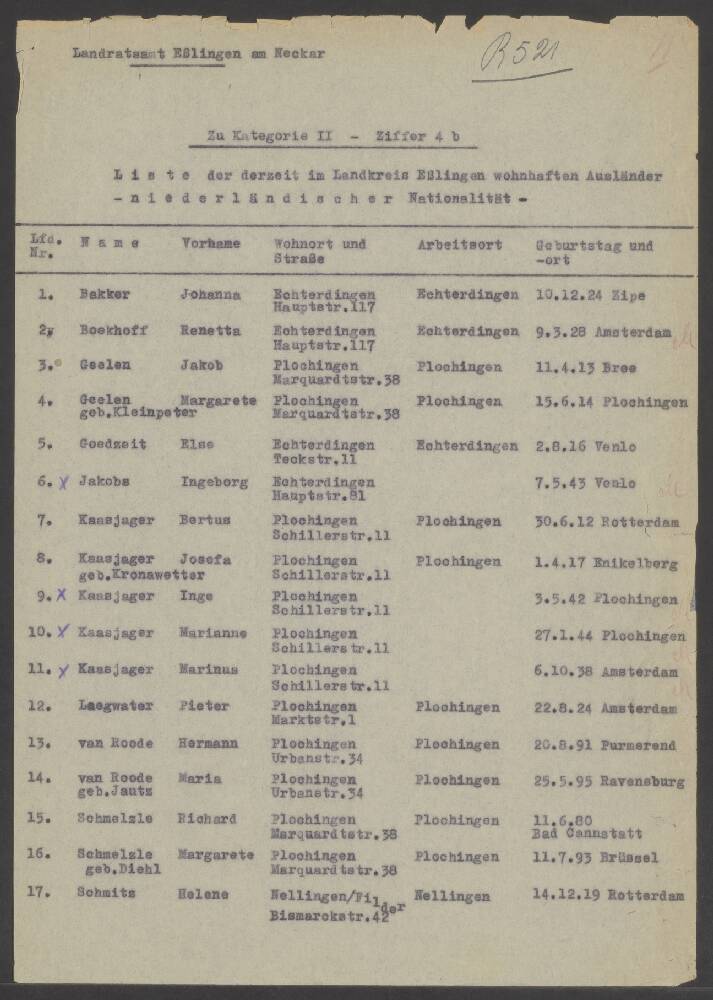 Landratsamt Eßlingen am Neckar
R 521
Zu Kategorie II - Ziffer 4 b
L i s t e der derzeit im Landkreis Eßlingen wohnhaften Ausländer
- n i e d e r l ä n d i s c h e r Nationalität -
Lfd. N a m e Vorname Wohnort und Arbeitsort Geburtstag und
Nr. Straße -ort
1. Bakker Johanna Echterdingen Echterdingen 10.12.24 Zipe
Hauptstr.117
2. Boekhoff Renetta Echterdingen Echterdingen 9.3.28 Amsterdam
Hauptstr.117
3. Geelen Jakob Plochingen Plochingen 11.4.13 Bree
Marquardtstr.38
4. Geelen Margarete Plochingen Plochingen 15.6.14 Plochingen
geb.Kleinpeter Marquardtstr.38
5. Goedzeit Else Echterdingen Echterdingen 2.8.16 Venlo
Teckstr.11
6. x Jakobs Ingeborg Echterdingen 7.5.43 Venlo
Hauptstr.81
7. Kaasjager Bertus Plochingen Plochingen 30.6.12 Rotterdam
Schillerstr.11
8. Kaasjager Josefa Plochingen Plochingen 1.4.17 Enikelberg
geb.Kronawetter Schillerstr.11
9. x Kaasjager Inge Plochingen 3.5.42 Plochingen
Schillerstr.11
10. x Kaasjager Marianne Plochingen 27.1.44 Plochingen
Schillerstr.11
11. x Kaasjager Marinus Plochingen 6.10.38 Amsterdam
Schillerstr.11
12. Laegwater Pieter Plochingen Plochingen 22.8.24 Amsterdam
Marktstr.1
13. van Roode Hermann Plochingen Plochingen 20.8.91 Purmerend
Urbanstr.34
14. van Roode Maria Plochingen Plochingen 25.5.95 Ravensburg
geb.Jautz Urbanstr.34
15. Schmelzle Richard Plochingen Plochingen 11.6.80
Marquardtstr.38 Bad Cannstatt
16. Schmelzle Margarete Plochingen Plochingen 11.7.93 Brüssel
geb.Diehl Marquardtstr.38
17. Schmitz Helene Nellingen/Filder Nellingen 14.12.19 Rotterdam
Bismarckstr.42